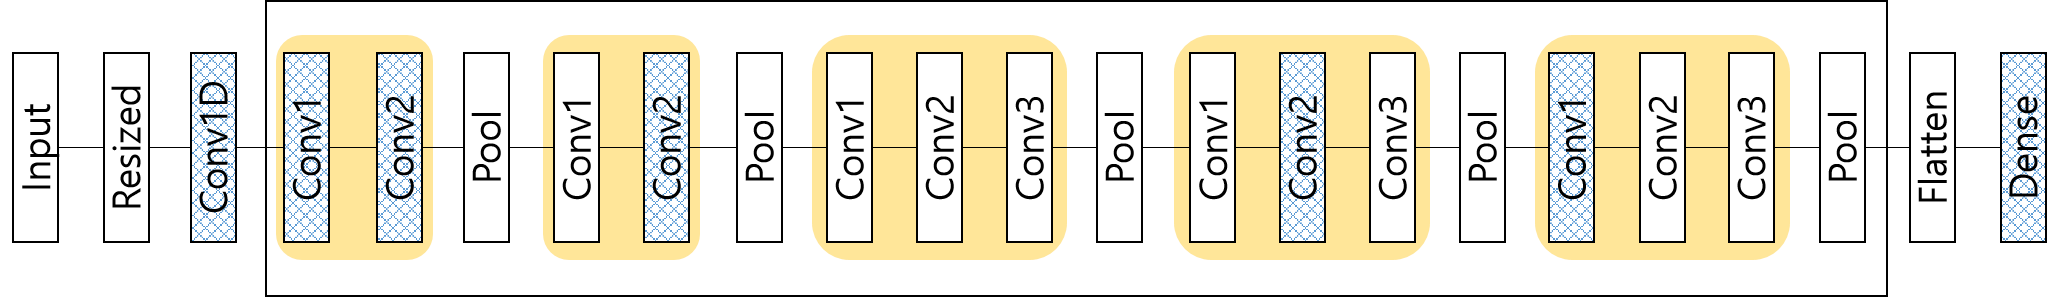 Input
Resized
Conv1D
Conv1
Conv2
Pool
Conv1
Conv2
Pool
Conv1
Conv2
Conv3
Pool
Conv1
Conv2
Conv3
Pool
Conv1
Conv2
Conv3
Pool
Flatten
Dense